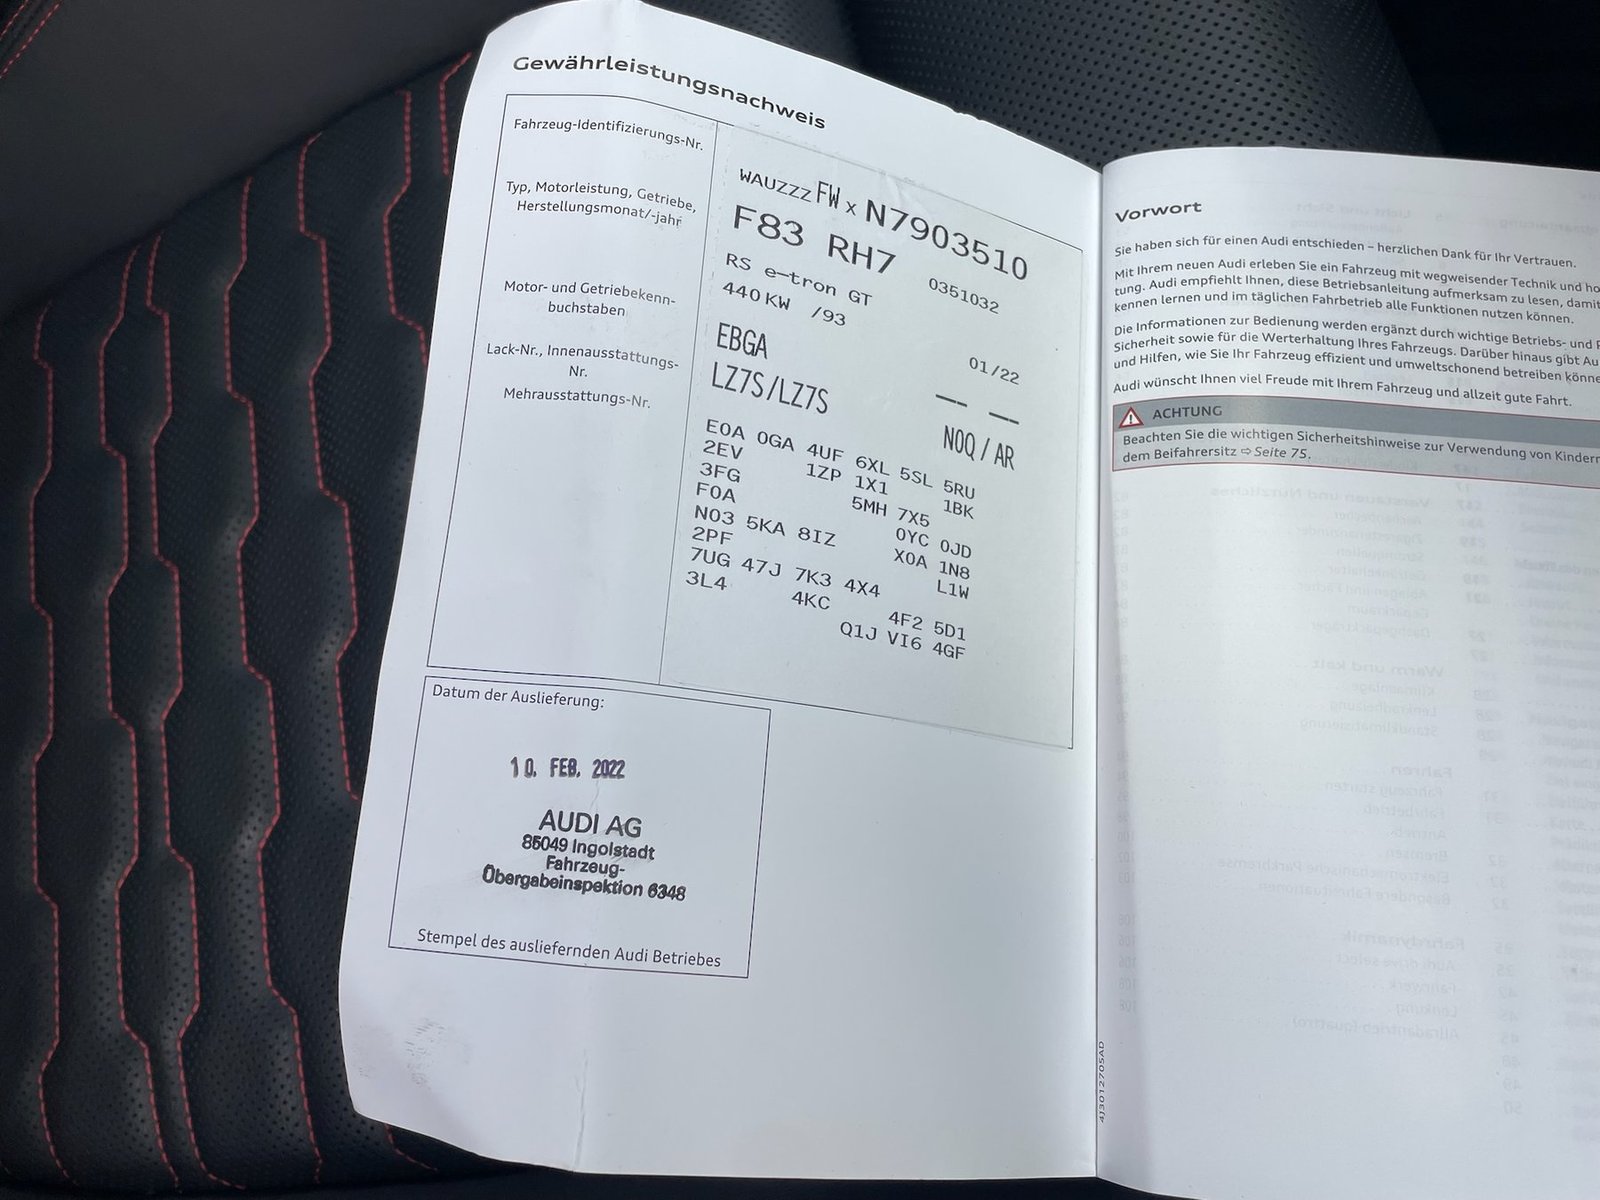 Gewährleistungsnachweis
Fahrzeug-Identifizierungs-Nr.
WAUZZZ FW X N7903510
Typ, Motorleistung, Getriebe,
Herstellungsmonat/-jahr
F83 RH7 0351032
RS e-tron GT
440 KW /93 01/22
Motor- und Getriebekenn-
buchstaben
EBGA -- --
Lack-Nr., Innenausstattungs-
Nr.
LZ7S/LZ7S N0Q / AR
Mehrausstattungs-Nr.
E0A 0GA 4UF 6XL 5SL 5RU
2EV 1ZP 1X1 1BK
3FG 5MH 7X5
F0A 0YC 0JD
N03 5KA 8IZ X0A 1N8
2PF L1W
7UG 47J 7K3 4X4
3L4 4KC 4F2 5D1
Q1J VI6 4GF
Datum der Auslieferung:
10. FEB. 2022
AUDI AG
85049 Ingolstadt
Fahrzeug-
Übergabeinspektion 6348
Stempel des ausliefernden Audi Betriebes
4J3012705AD
Vorwort
Sie haben sich für einen Audi entschieden – herzlichen Dank für Ihr Vertrauen.
Mit Ihrem neuen Audi erleben Sie ein Fahrzeug mit wegweisender Technik und ho
tung. Audi empfiehlt Ihnen, diese Betriebsanleitung aufmerksam zu lesen, damit
kennen lernen und im täglichen Fahrbetrieb alle Funktionen nutzen können.
Die Informationen zur Bedienung werden ergänzt durch wichtige Betriebs- und
Sicherheit sowie für die Werterhaltung Ihres Fahrzeugs. Darüber hinaus gibt Au
und Hilfen, wie Sie Ihr Fahrzeug effizient und umweltschonend betreiben könne
Audi wünscht Ihnen viel Freude mit Ihrem Fahrzeug und allzeit gute Fahrt.
ACHTUNG
Beachten Sie die wichtigen Sicherheitshinweise zur Verwendung von Kindern
dem Beifahrersitz ⇨ Seite 75.